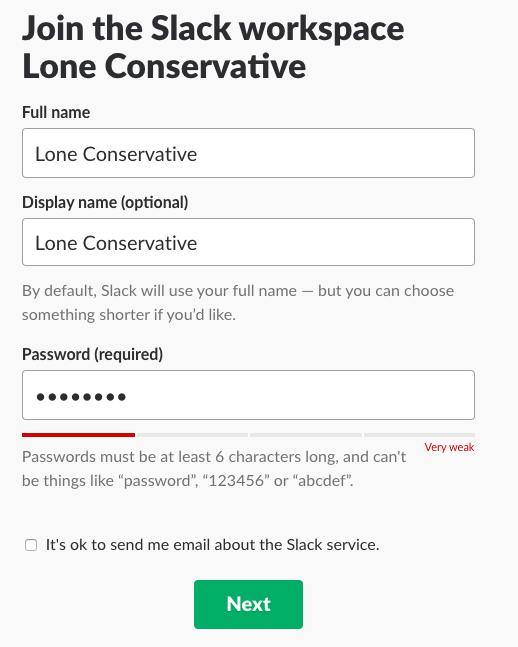 Join the Slack workspace
Lone Conservative
Full name
Lone Conservative
Display name (optional)
Lone Conservative
By default, Slack will use your full name — but you can choose
something shorter if you’d like.
Password (required)
••••••••
Very weak
Passwords must be at least 6 characters long, and can't
be things like “password”, “123456” or “abcdef”.
It's ok to send me email about the Slack service.
Next